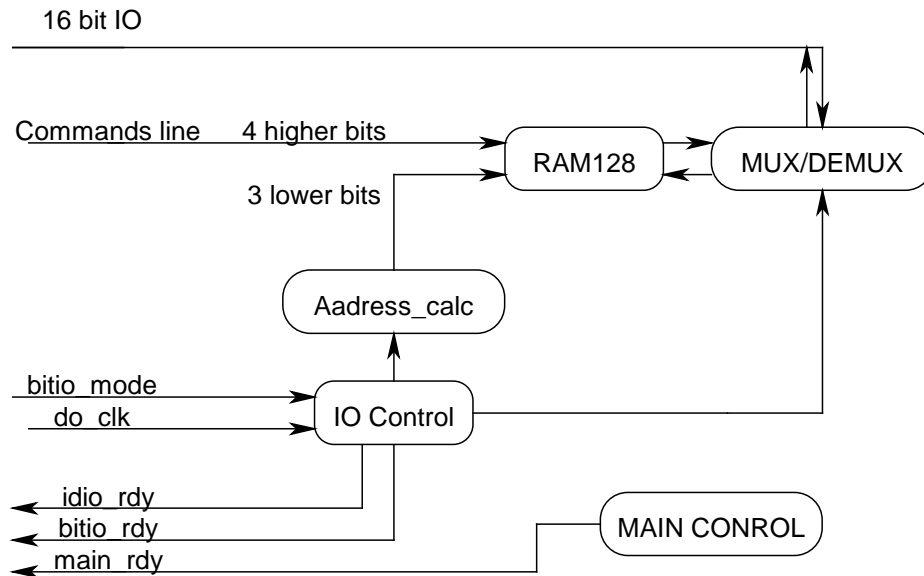 16 bit IO
Commands line 4 higher bits
RAM128
MUX/DEMUX
3 lower bits
Aadress_calc
bitio_mode
do_clk
IO Control
idio_rdy
bitio_rdy
main_rdy
MAIN CONROL